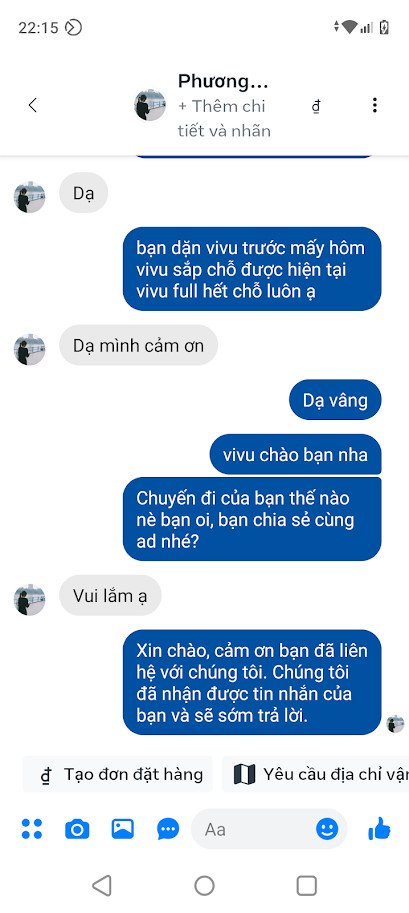 22:15
Phương...
+ Thêm chi
tiết và nhãn
₫
Dạ
bạn dặn vivu trước mấy hôm
vivu sắp chỗ được hiện tại
vivu full hết chỗ luôn ạ
Dạ mình cảm ơn
Dạ vâng
vivu chào bạn nha
Chuyến đi của bạn thế nào
nè bạn oi, bạn chia sẻ cùng
ad nhé?
Vui lắm ạ
Xin chào, cảm ơn bạn đã liên
hệ với chúng tôi. Chúng tôi
đã nhận được tin nhắn của
bạn và sẽ sớm trả lời.
₫ Tạo đơn đặt hàng
Yêu cầu địa chỉ vận
Aa